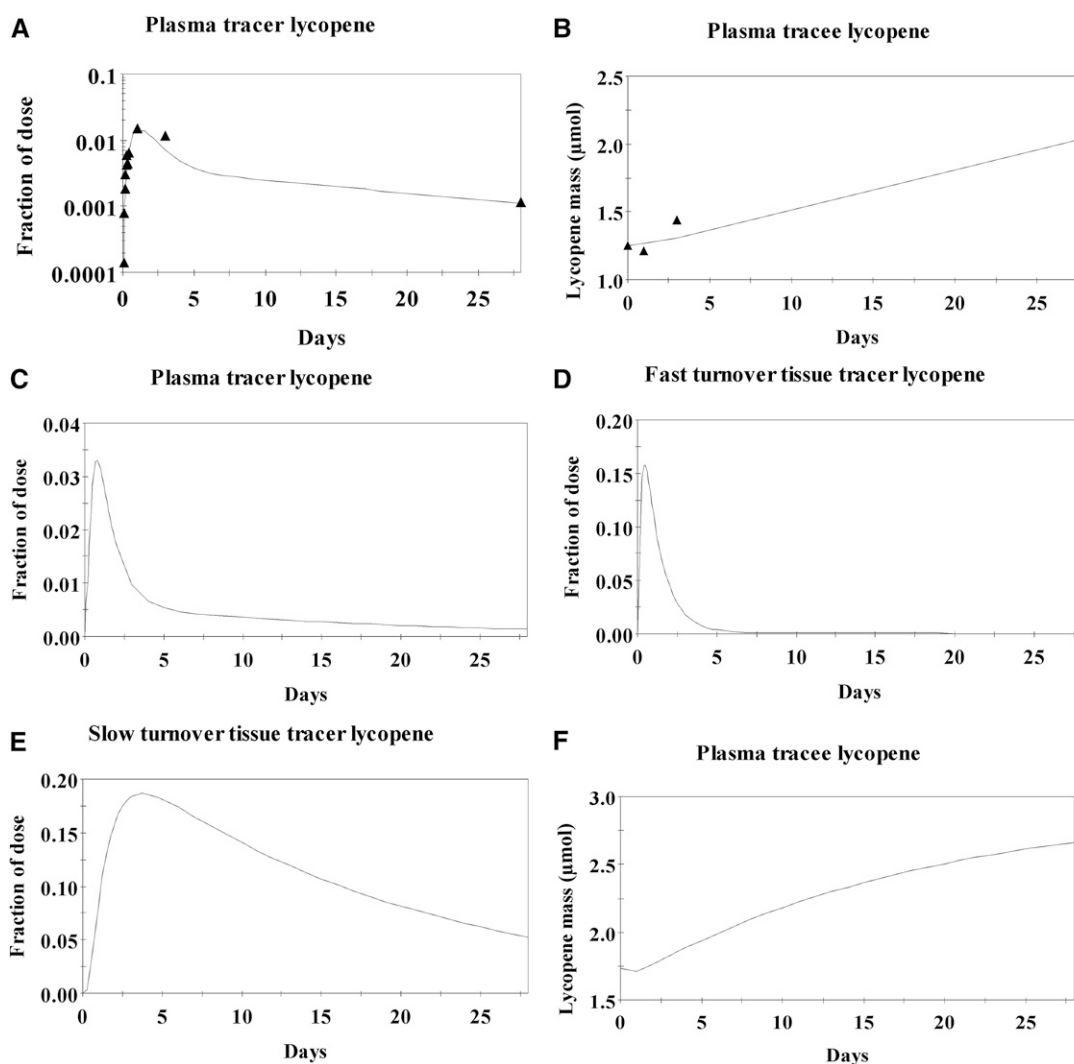 A
Plasma tracer lycopene
Fraction of dose
0.1
0.01
0.001
0.0001
0 5 10 15 20 25
Days
B
Plasma tracee lycopene
Lycopene mass (μmol)
2.5
2.0
1.5
1.0
0 5 10 15 20 25
Days
C
Plasma tracer lycopene
Fraction of dose
0.04
0.03
0.02
0.01
0.00
0 5 10 15 20 25
Days
D
Fast turnover tissue tracer lycopene
Fraction of dose
0.20
0.15
0.10
0.05
0.00
0 5 10 15 20 25
Days
E
Slow turnover tissue tracer lycopene
Fraction of dose
0.20
0.15
0.10
0.05
0.00
0 5 10 15 20 25
Days
F
Plasma tracee lycopene
Lycopene mass (μmol)
3.0
2.5
2.0
1.5
0 5 10 15 20 25
Days